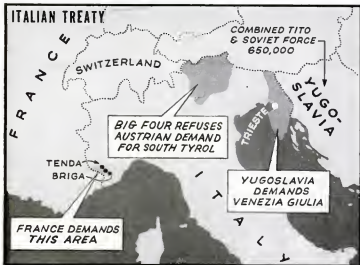 ITALIAN TREATY
COMBINED TITO
& SOVIET FORCE
650,000
FRANCE
SWITZERLAND
YUGO-
SLAVIA
BIG FOUR REFUSES
AUSTRIAN DEMAND
FOR SOUTH TYROL
TRIESTE
TENDA
BRIGA
ITALY
YUGOSLAVIA
DEMANDS
VENEZIA GIULIA
FRANCE DEMANDS
THIS AREA